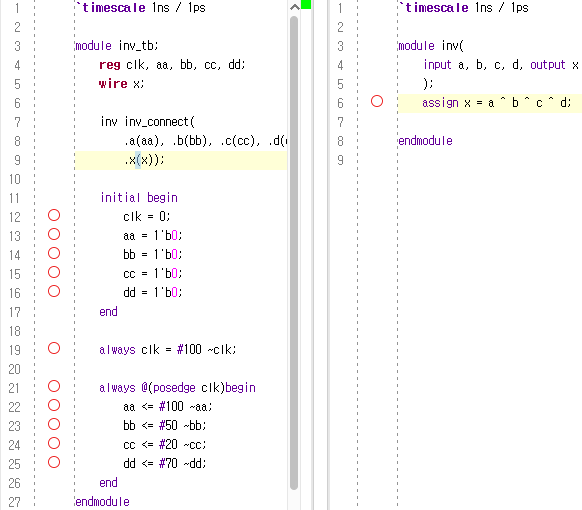 1 `timescale 1ns / 1ps
2
3 module inv_tb;
4 reg clk, aa, bb, cc, dd;
5 wire x;
6
7 inv inv_connect(
8 .a(aa), .b(bb), .c(cc), .d(
9 .x(x));
10
11 initial begin
12 clk = 0;
13 aa = 1'b0;
14 bb = 1'b0;
15 cc = 1'b0;
16 dd = 1'b0;
17 end
18
19 always clk = #100 ~clk;
20
21 always @(posedge clk)begin
22 aa <= #100 ~aa;
23 bb <= #50 ~bb;
24 cc <= #20 ~cc;
25 dd <= #70 ~dd;
26 end
27 endmodule
1 `timescale 1ns / 1ps
2
3 module inv(
4 input a, b, c, d, output x
5 );
6 assign x = a ^ b ^ c ^ d;
7
8 endmodule
9